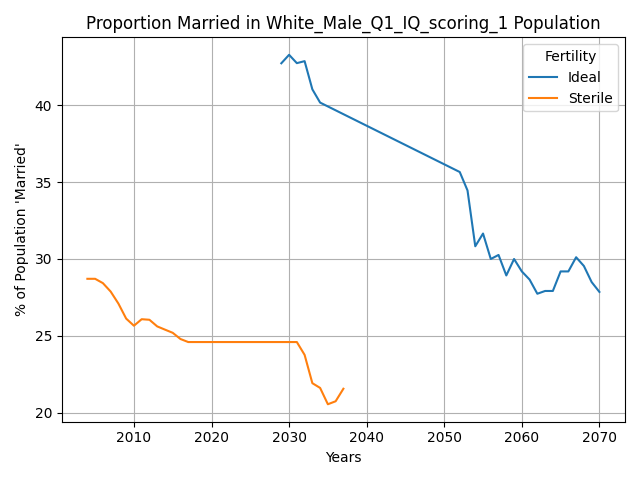 Proportion Married in White_Male_Q1_IQ_scoring_1 Population
Fertility
Ideal
Sterile
% of Population 'Married'
40
35
30
25
20
2010
2020
2030
2040
2050
2060
2070
Years